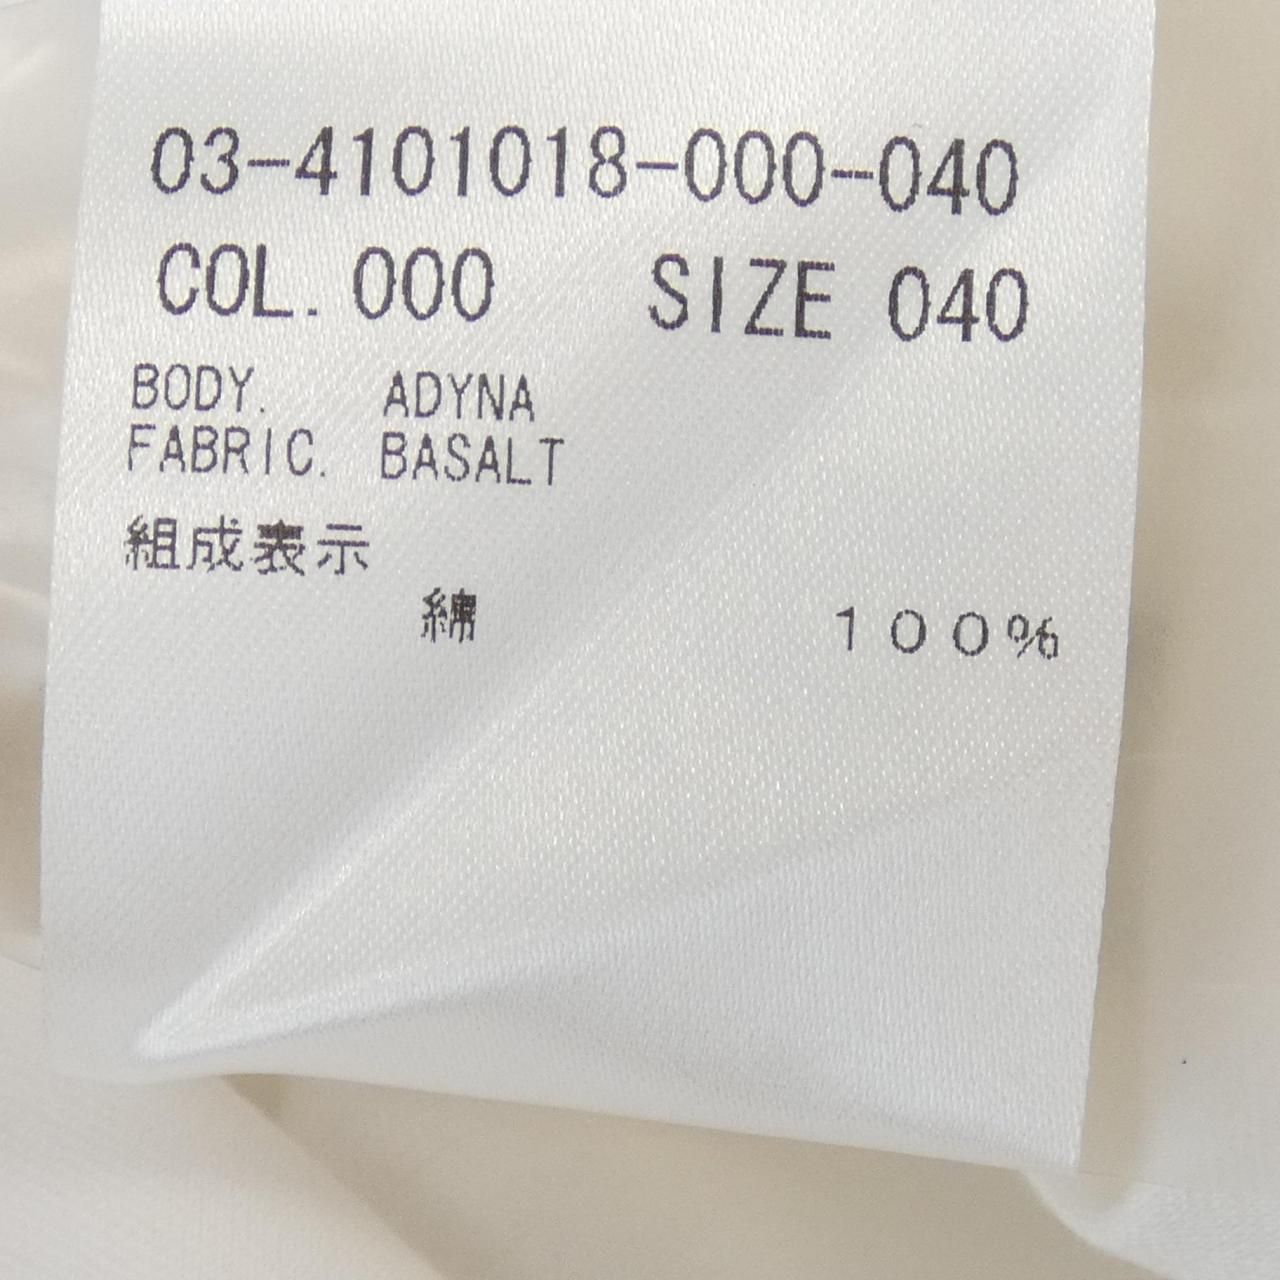 03-4101018-000-040
COL. 000 SIZE 040
BODY. ADYNA
FABRIC. BASALT
組成表示
綿 100%